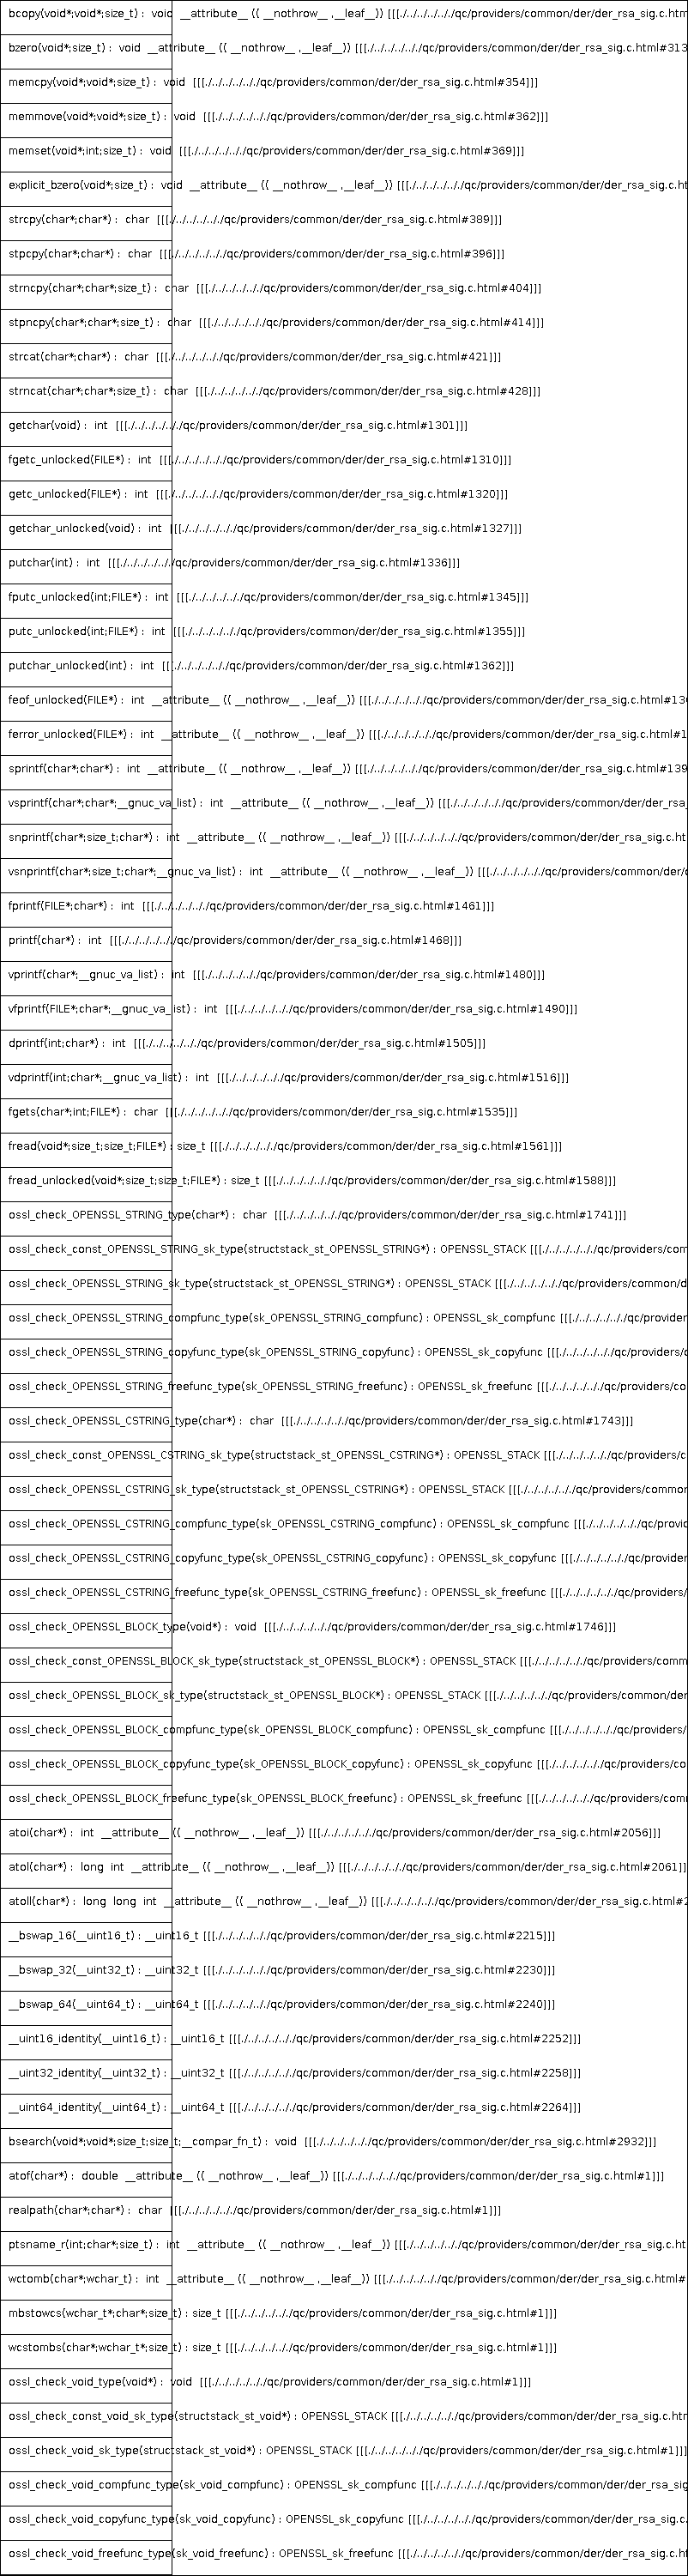 bcopy(void*;void*;size_t) : void __attribute__ (( __nothrow__ ,__leaf__)) [[[./../../../../../qc/providers/common/der/der_rsa_sig.c.htm
bzero(void*;size_t) : void __attribute__ (( __nothrow__ ,__leaf__)) [[[./../../../../../qc/providers/common/der/der_rsa_sig.c.html#313
memcpy(void*;void*;size_t) : void [[[./../../../../../qc/providers/common/der/der_rsa_sig.c.html#354]]]
memmove(void*;void*;size_t) : void [[[./../../../../../qc/providers/common/der/der_rsa_sig.c.html#362]]]
memset(void*;int;size_t) : void [[[./../../../../../qc/providers/common/der/der_rsa_sig.c.html#369]]]
explicit_bzero(void*;size_t) : void __attribute__ (( __nothrow__ ,__leaf__)) [[[./../../../../../qc/providers/common/der/der_rsa_sig.c.ht
strcpy(char*;char*) : char [[[./../../../../../qc/providers/common/der/der_rsa_sig.c.html#389]]]
stpcpy(char*;char*) : char [[[./../../../../../qc/providers/common/der/der_rsa_sig.c.html#396]]]
strncpy(char*;char*;size_t) : char [[[./../../../../../qc/providers/common/der/der_rsa_sig.c.html#404]]]
stpncpy(char*;char*;size_t) : char [[[./../../../../../qc/providers/common/der/der_rsa_sig.c.html#414]]]
strcat(char*;char*) : char [[[./../../../../../qc/providers/common/der/der_rsa_sig.c.html#421]]]
strncat(char*;char*;size_t) : char [[[./../../../../../qc/providers/common/der/der_rsa_sig.c.html#428]]]
getchar(void) : int [[[./../../../../../qc/providers/common/der/der_rsa_sig.c.html#1301]]]
fgetc_unlocked(FILE*) : int [[[./../../../../../qc/providers/common/der/der_rsa_sig.c.html#1310]]]
getc_unlocked(FILE*) : int [[[./../../../../../qc/providers/common/der/der_rsa_sig.c.html#1320]]]
getchar_unlocked(void) : int [[[./../../../../../qc/providers/common/der/der_rsa_sig.c.html#1327]]]
putchar(int) : int [[[./../../../../../qc/providers/common/der/der_rsa_sig.c.html#1336]]]
fputc_unlocked(int;FILE*) : int [[[./../../../../../qc/providers/common/der/der_rsa_sig.c.html#1345]]]
putc_unlocked(int;FILE*) : int [[[./../../../../../qc/providers/common/der/der_rsa_sig.c.html#1355]]]
putchar_unlocked(int) : int [[[./../../../../../qc/providers/common/der/der_rsa_sig.c.html#1362]]]
feof_unlocked(FILE*) : int __attribute__ (( __nothrow__ ,__leaf__)) [[[./../../../../../qc/providers/common/der/der_rsa_sig.c.html#13
ferror_unlocked(FILE*) : int __attribute__ (( __nothrow__ ,__leaf__)) [[[./../../../../../qc/providers/common/der/der_rsa_sig.c.html#1
sprintf(char*;char*) : int __attribute__ (( __nothrow__ ,__leaf__)) [[[./../../../../../qc/providers/common/der/der_rsa_sig.c.html#139
vsprintf(char*;char*;__gnuc_va_list) : int __attribute__ (( __nothrow__ ,__leaf__)) [[[./../../../../../qc/providers/common/der/der_rsa_
snprintf(char*;size_t;char*) : int __attribute__ (( __nothrow__ ,__leaf__)) [[[./../../../../../qc/providers/common/der/der_rsa_sig.c.ht
vsnprintf(char*;size_t;char*;__gnuc_va_list) : int __attribute__ (( __nothrow__ ,__leaf__)) [[[./../../../../../qc/providers/common/der/
fprintf(FILE*;char*) : int [[[./../../../../../qc/providers/common/der/der_rsa_sig.c.html#1461]]]
printf(char*) : int [[[./../../../../../qc/providers/common/der/der_rsa_sig.c.html#1468]]]
vprintf(char*;__gnuc_va_list) : int [[[./../../../../../qc/providers/common/der/der_rsa_sig.c.html#1480]]]
vfprintf(FILE*;char*;__gnuc_va_list) : int [[[./../../../../../qc/providers/common/der/der_rsa_sig.c.html#1490]]]
dprintf(int;char*) : int [[[./../../../../../qc/providers/common/der/der_rsa_sig.c.html#1505]]]
vdprintf(int;char*;__gnuc_va_list) : int [[[./../../../../../qc/providers/common/der/der_rsa_sig.c.html#1516]]]
fgets(char*;int;FILE*) : char [[[./../../../../../qc/providers/common/der/der_rsa_sig.c.html#1535]]]
fread(void*;size_t;size_t;FILE*) : size_t [[[./../../../../../qc/providers/common/der/der_rsa_sig.c.html#1561]]]
fread_unlocked(void*;size_t;size_t;FILE*) : size_t [[[./../../../../../qc/providers/common/der/der_rsa_sig.c.html#1588]]]
ossl_check_OPENSSL_STRING_type(char*) : char [[[./../../../../../qc/providers/common/der/der_rsa_sig.c.html#1741]]]
ossl_check_const_OPENSSL_STRING_sk_type(structstack_st_OPENSSL_STRING*) : OPENSSL_STACK [[[./../../../../../qc/providers/com
ossl_check_OPENSSL_STRING_sk_type(structstack_st_OPENSSL_STRING*) : OPENSSL_STACK [[[./../../../../../qc/providers/common/d
ossl_check_OPENSSL_STRING_compfunc_type(sk_OPENSSL_STRING_compfunc) : OPENSSL_sk_compfunc [[[./../../../../../qc/provider
ossl_check_OPENSSL_STRING_copyfunc_type(sk_OPENSSL_STRING_copyfunc) : OPENSSL_sk_copyfunc [[[./../../../../../qc/providers/
ossl_check_OPENSSL_STRING_freefunc_type(sk_OPENSSL_STRING_freefunc) : OPENSSL_sk_freefunc [[[./../../../../../qc/providers/co
ossl_check_OPENSSL_CSTRING_type(char*) : char [[[./../../../../../qc/providers/common/der/der_rsa_sig.c.html#1743]]]
ossl_check_const_OPENSSL_CSTRING_sk_type(structstack_st_OPENSSL_CSTRING*) : OPENSSL_STACK [[[./../../../../../qc/providers/c
ossl_check_OPENSSL_CSTRING_sk_type(structstack_st_OPENSSL_CSTRING*) : OPENSSL_STACK [[[./../../../../../qc/providers/common
ossl_check_OPENSSL_CSTRING_compfunc_type(sk_OPENSSL_CSTRING_compfunc) : OPENSSL_sk_compfunc [[[./../../../../../qc/provid
ossl_check_OPENSSL_CSTRING_copyfunc_type(sk_OPENSSL_CSTRING_copyfunc) : OPENSSL_sk_copyfunc [[[./../../../../../qc/provider
ossl_check_OPENSSL_CSTRING_freefunc_type(sk_OPENSSL_CSTRING_freefunc) : OPENSSL_sk_freefunc [[[./../../../../../qc/providers/
ossl_check_OPENSSL_BLOCK_type(void*) : void [[[./../../../../../qc/providers/common/der/der_rsa_sig.c.html#1746]]]
ossl_check_const_OPENSSL_BLOCK_sk_type(structstack_st_OPENSSL_BLOCK*) : OPENSSL_STACK [[[./../../../../../qc/providers/comm
ossl_check_OPENSSL_BLOCK_sk_type(structstack_st_OPENSSL_BLOCK*) : OPENSSL_STACK [[[./../../../../../qc/providers/common/der
ossl_check_OPENSSL_BLOCK_compfunc_type(sk_OPENSSL_BLOCK_compfunc) : OPENSSL_sk_compfunc [[[./../../../../../qc/providers/
ossl_check_OPENSSL_BLOCK_copyfunc_type(sk_OPENSSL_BLOCK_copyfunc) : OPENSSL_sk_copyfunc [[[./../../../../../qc/providers/co
ossl_check_OPENSSL_BLOCK_freefunc_type(sk_OPENSSL_BLOCK_freefunc) : OPENSSL_sk_freefunc [[[./../../../../../qc/providers/com
atoi(char*) : int __attribute__ (( __nothrow__ ,__leaf__)) [[[./../../../../../qc/providers/common/der/der_rsa_sig.c.html#2056]]]
atol(char*) : long int __attribute__ (( __nothrow__ ,__leaf__)) [[[./../../../../../qc/providers/common/der/der_rsa_sig.c.html#2061]]]
atoll(char*) : long long int __attribute__ (( __nothrow__ ,__leaf__)) [[[./../../../../../qc/providers/common/der/der_rsa_sig.c.html#2
__bswap_16(__uint16_t) : __uint16_t [[[./../../../../../qc/providers/common/der/der_rsa_sig.c.html#2215]]]
__bswap_32(__uint32_t) : __uint32_t [[[./../../../../../qc/providers/common/der/der_rsa_sig.c.html#2230]]]
__bswap_64(__uint64_t) : __uint64_t [[[./../../../../../qc/providers/common/der/der_rsa_sig.c.html#2240]]]
__uint16_identity(__uint16_t) : __uint16_t [[[./../../../../../qc/providers/common/der/der_rsa_sig.c.html#2252]]]
__uint32_identity(__uint32_t) : __uint32_t [[[./../../../../../qc/providers/common/der/der_rsa_sig.c.html#2258]]]
__uint64_identity(__uint64_t) : __uint64_t [[[./../../../../../qc/providers/common/der/der_rsa_sig.c.html#2264]]]
bsearch(void*;void*;size_t;size_t;__compar_fn_t) : void [[[./../../../../../qc/providers/common/der/der_rsa_sig.c.html#2932]]]
atof(char*) : double __attribute__ (( __nothrow__ ,__leaf__)) [[[./../../../../../qc/providers/common/der/der_rsa_sig.c.html#1]]]
realpath(char*;char*) : char [[[./../../../../../qc/providers/common/der/der_rsa_sig.c.html#1]]]
ptsname_r(int;char*;size_t) : int __attribute__ (( __nothrow__ ,__leaf__)) [[[./../../../../../qc/providers/common/der/der_rsa_sig.c.ht
wctomb(char*;wchar_t) : int __attribute__ (( __nothrow__ ,__leaf__)) [[[./../../../../../qc/providers/common/der/der_rsa_sig.c.html#
mbstowcs(wchar_t*;char*;size_t) : size_t [[[./../../../../../qc/providers/common/der/der_rsa_sig.c.html#1]]]
wcstombs(char*;wchar_t*;size_t) : size_t [[[./../../../../../qc/providers/common/der/der_rsa_sig.c.html#1]]]
ossl_check_void_type(void*) : void [[[./../../../../../qc/providers/common/der/der_rsa_sig.c.html#1]]]
ossl_check_const_void_sk_type(structstack_st_void*) : OPENSSL_STACK [[[./../../../../../qc/providers/common/der/der_rsa_sig.c.htm
ossl_check_void_sk_type(structstack_st_void*) : OPENSSL_STACK [[[./../../../../../qc/providers/common/der/der_rsa_sig.c.html#1]]]
ossl_check_void_compfunc_type(sk_void_compfunc) : OPENSSL_sk_compfunc [[[./../../../../../qc/providers/common/der/der_rsa_sig
ossl_check_void_copyfunc_type(sk_void_copyfunc) : OPENSSL_sk_copyfunc [[[./../../../../../qc/providers/common/der/der_rsa_sig.c.
ossl_check_void_freefunc_type(sk_void_freefunc) : OPENSSL_sk_freefunc [[[./../../../../../qc/providers/common/der/der_rsa_sig.c.ht